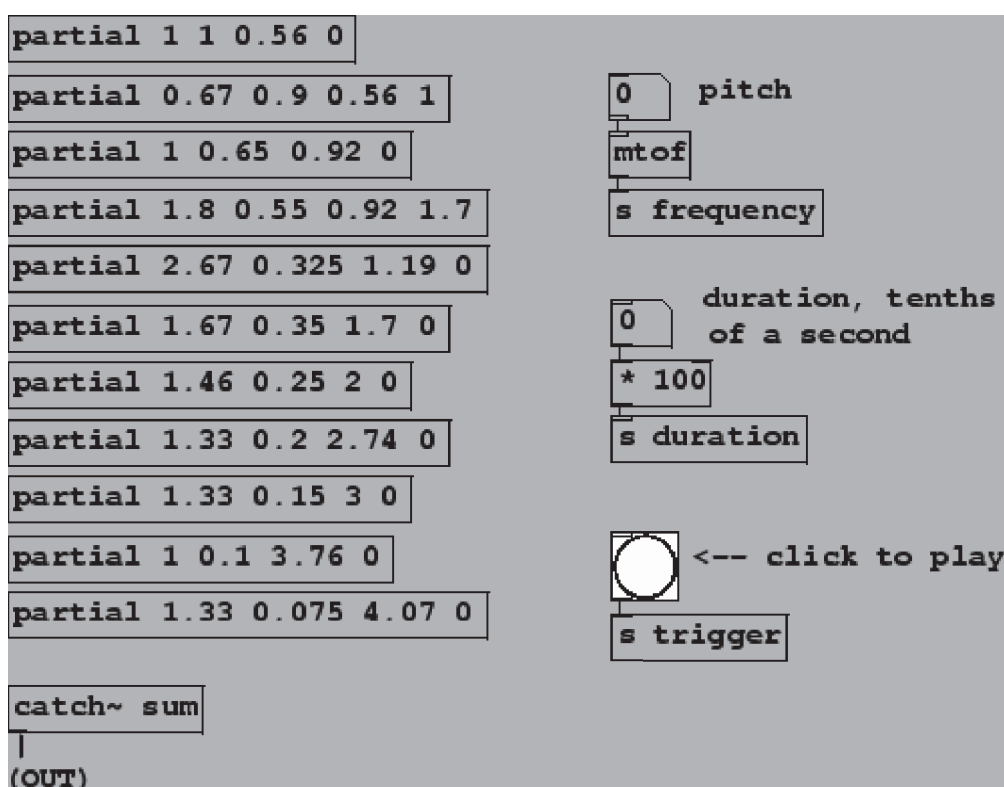 partial 1 1 0.56 0
partial 0.67 0.9 0.56 1
partial 1 0.65 0.92 0
partial 1.8 0.55 0.92 1.7
partial 2.67 0.325 1.19 0
partial 1.67 0.35 1.7 0
partial 1.46 0.25 2 0
partial 1.33 0.2 2.74 0
partial 1.33 0.15 3 0
partial 1 0.1 3.76 0
partial 1.33 0.075 4.07 0
catch~ sum
(OUT)
0 pitch
mtof
s frequency
0 duration, tenths
of a second
* 100
s duration
<-- click to play
s trigger